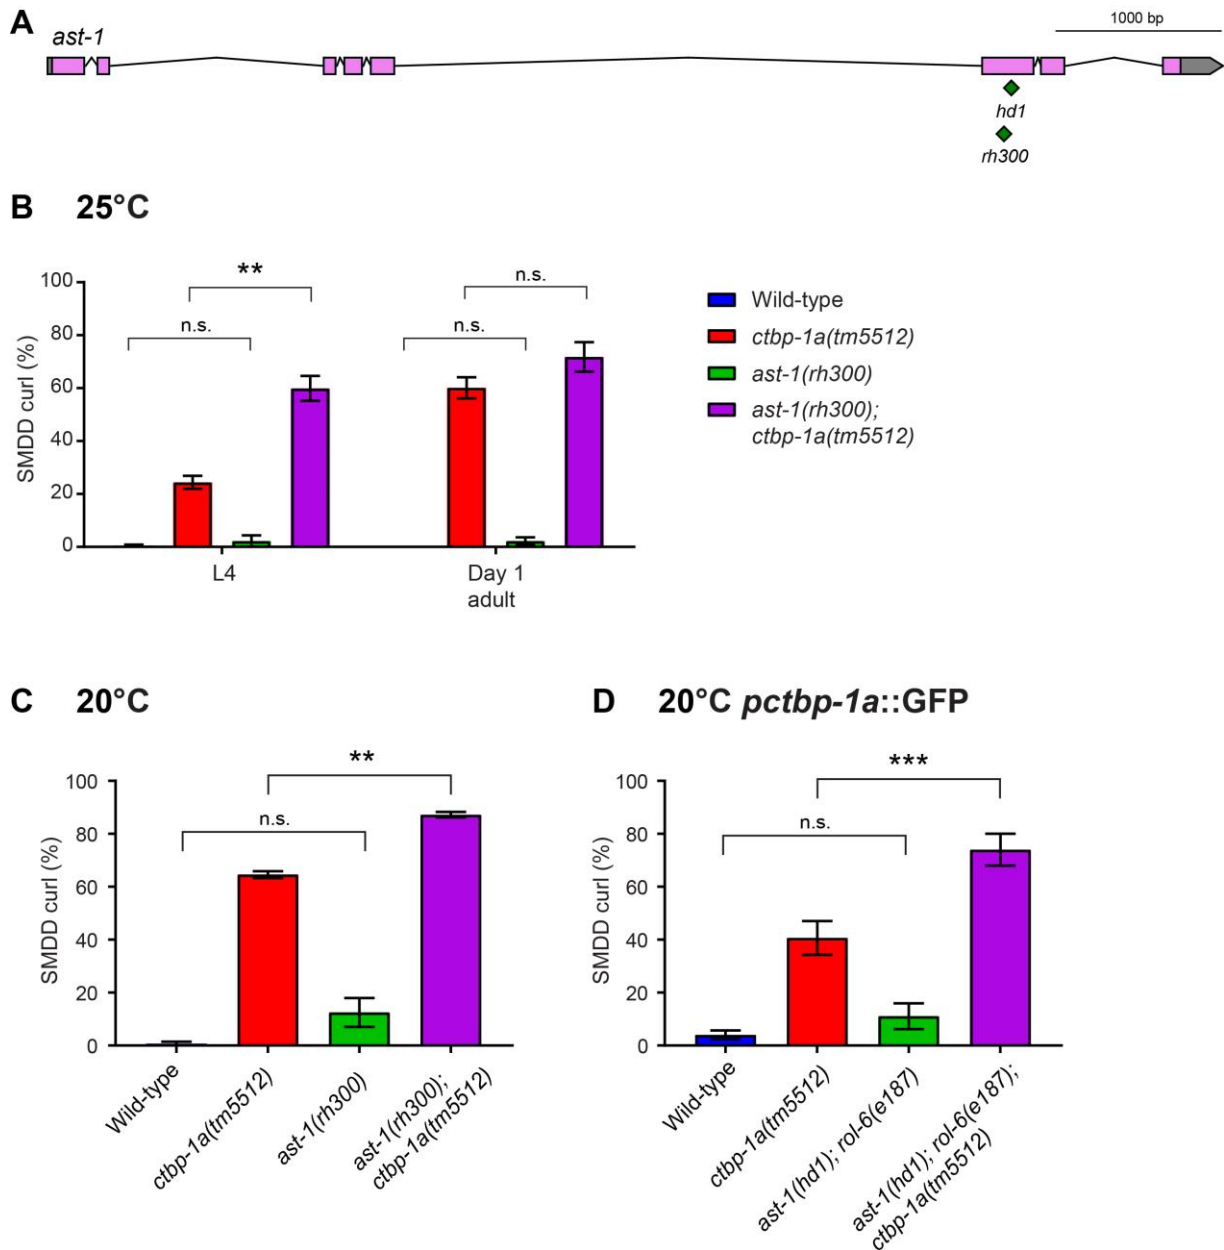 A
ast-1
1000 bp
hd1
rh300
B 25°C
SMDD curl (%)
100
80
60
40
20
0
n.s.
**
n.s.
n.s.
L4
Day 1
adult
Wild-type
ctbp-1a(tm5512)
ast-1(rh300)
ast-1(rh300);
ctbp-1a(tm5512)
C 20°C
SMDD curl (%)
100
80
60
40
20
0
n.s.
**
Wild-type
ctbp-1a(tm5512)
ast-1(rh300)
ast-1(rh300);
ctbp-1a(tm5512)
D 20°C pctbp-1a::GFP
SMDD curl (%)
100
80
60
40
20
0
n.s.
***
Wild-type
ctbp-1a(tm5512)
ast-1(hd1); rol-6(e187)
ast-1(hd1); rol-6(e187);
ctbp-1a(tm5512)